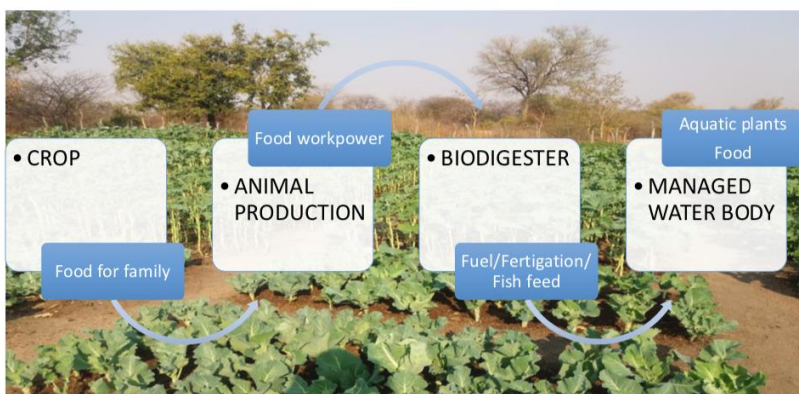 • CROP
Food for family
Food workpower
• ANIMAL
PRODUCTION
• BIODIGESTER
Fuel/Fertigation/
Fish feed
Aquatic plants
Food
• MANAGED
WATER BODY